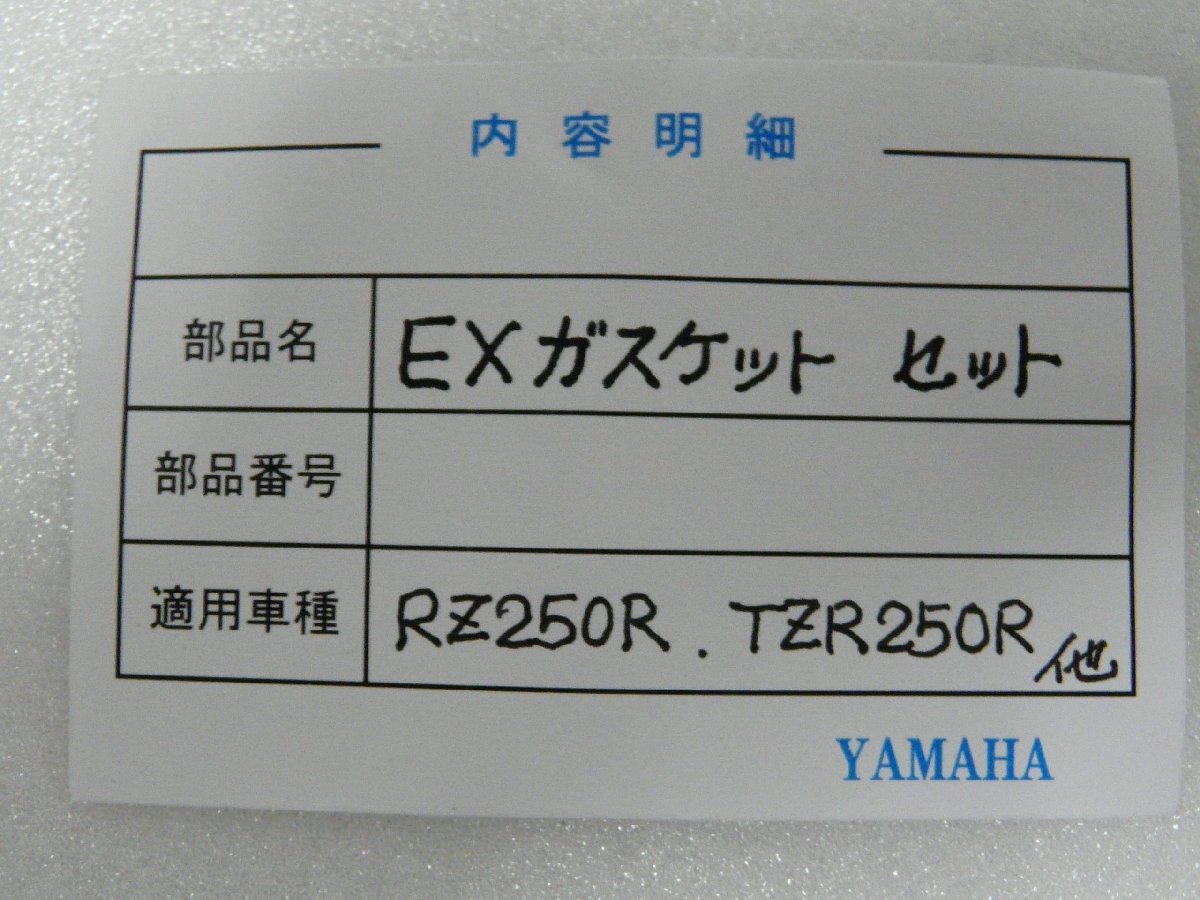 内容明細
部品名 EXガスケット セット
部品番号
適用車種 RZ250R . TZR250R 他
YAMAHA